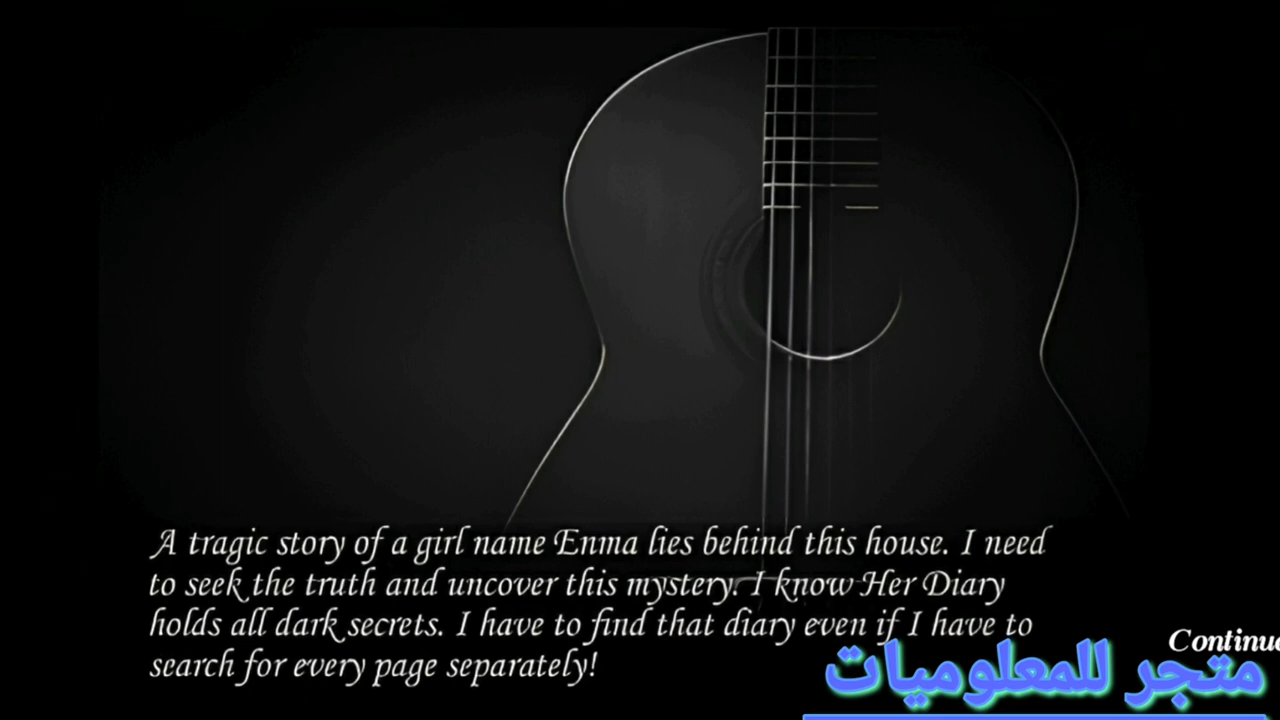 A tragic story of a girl name Enma lies behind this house. I need
to seek the truth and uncover this mystery. I know Her Diary
holds all dark secrets. I have to find that diary even if I have to
search for every page separately!
Continue
متجر للمعلوميات